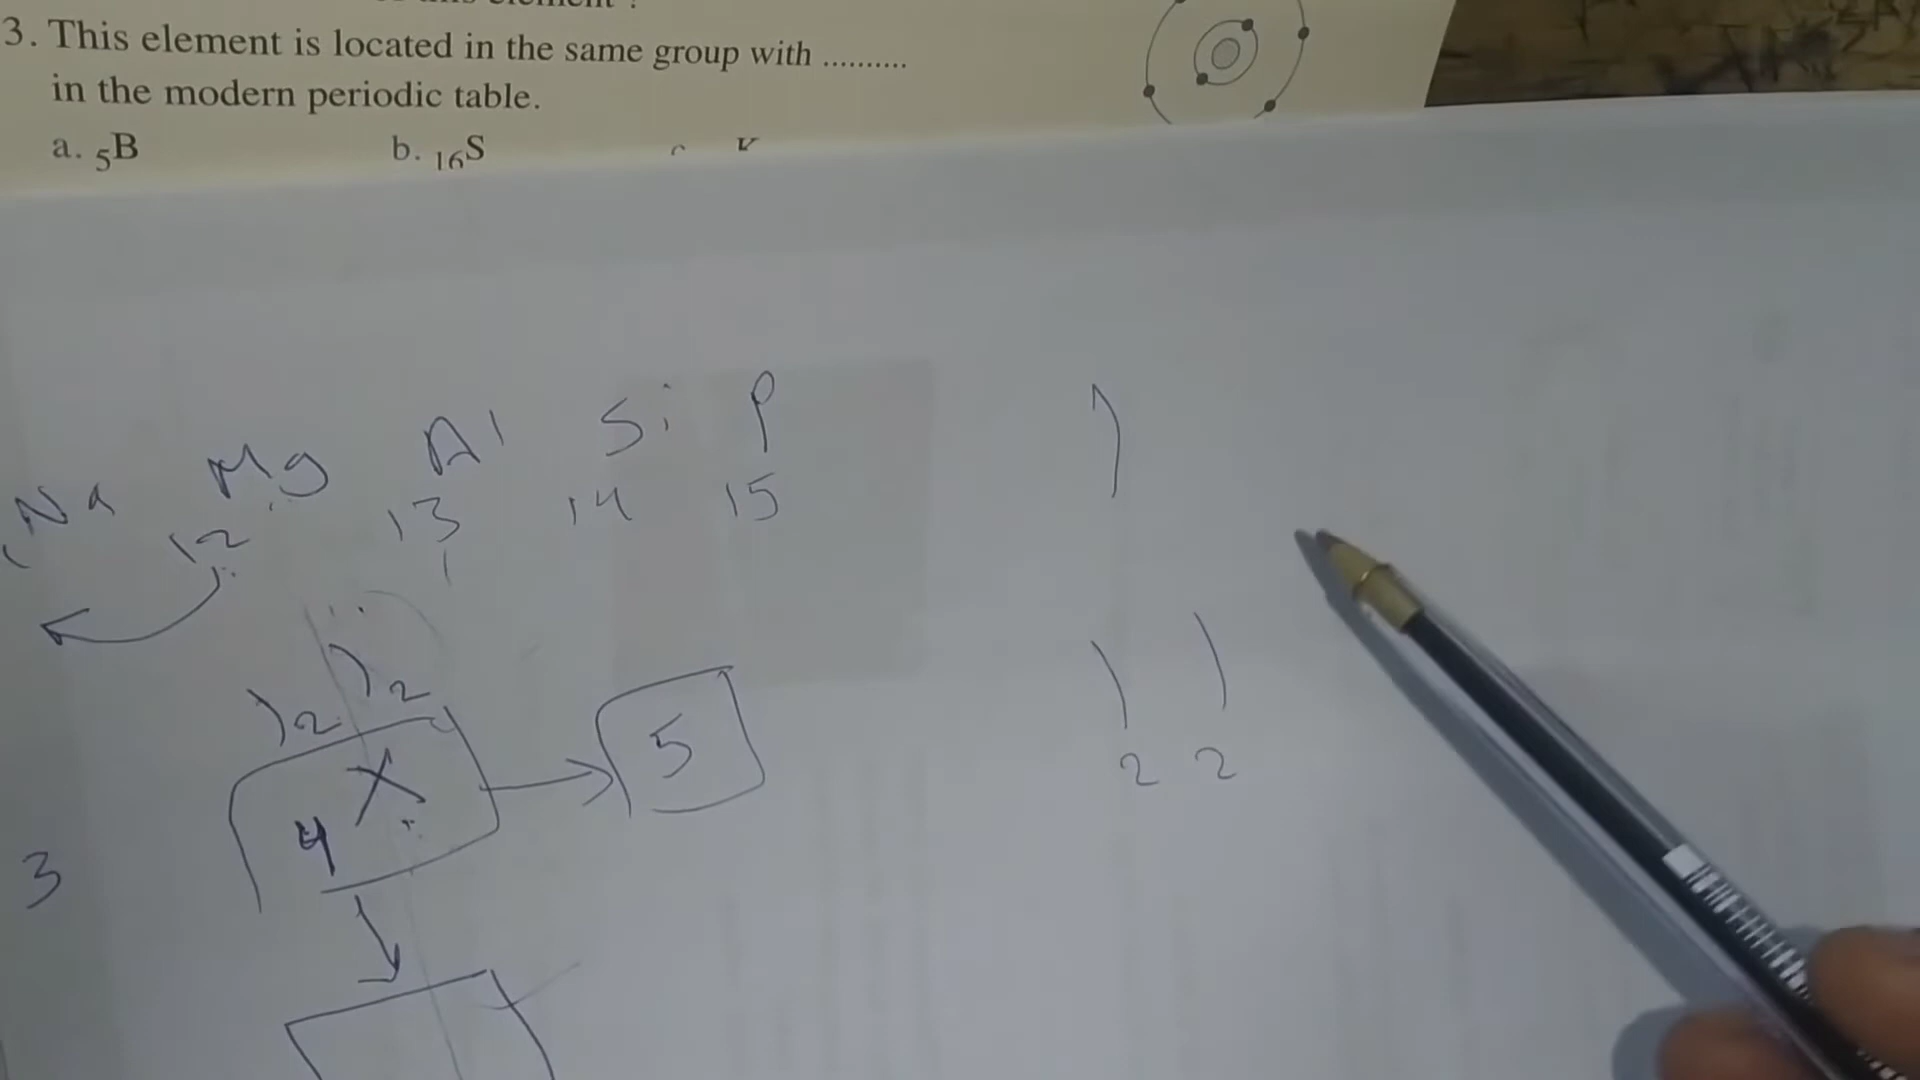 3. This element is located in the same group with ..........
in the modern periodic table.
a. ₅B b. ₁₆S
Na Mg Al Si P
12 13 14 15
2 2
4 X 5
2 2
3